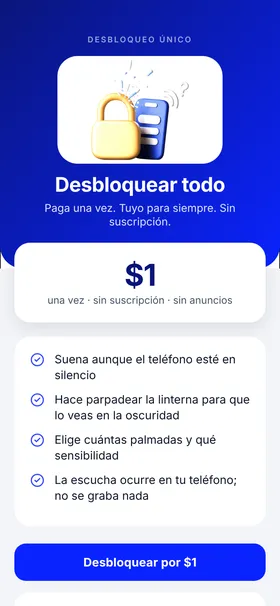 DESBLOQUEO ÚNICO
Desbloquear todo
Paga una vez. Tuyo para siempre. Sin
suscripción.
$1
una vez · sin suscripción · sin anuncios
Suena aunque el teléfono esté en
silencio
Hace parpadear la linterna para que
lo veas en la oscuridad
Elige cuántas palmadas y qué
sensibilidad
La escucha ocurre en tu teléfono;
no se graba nada
Desbloquear por $1